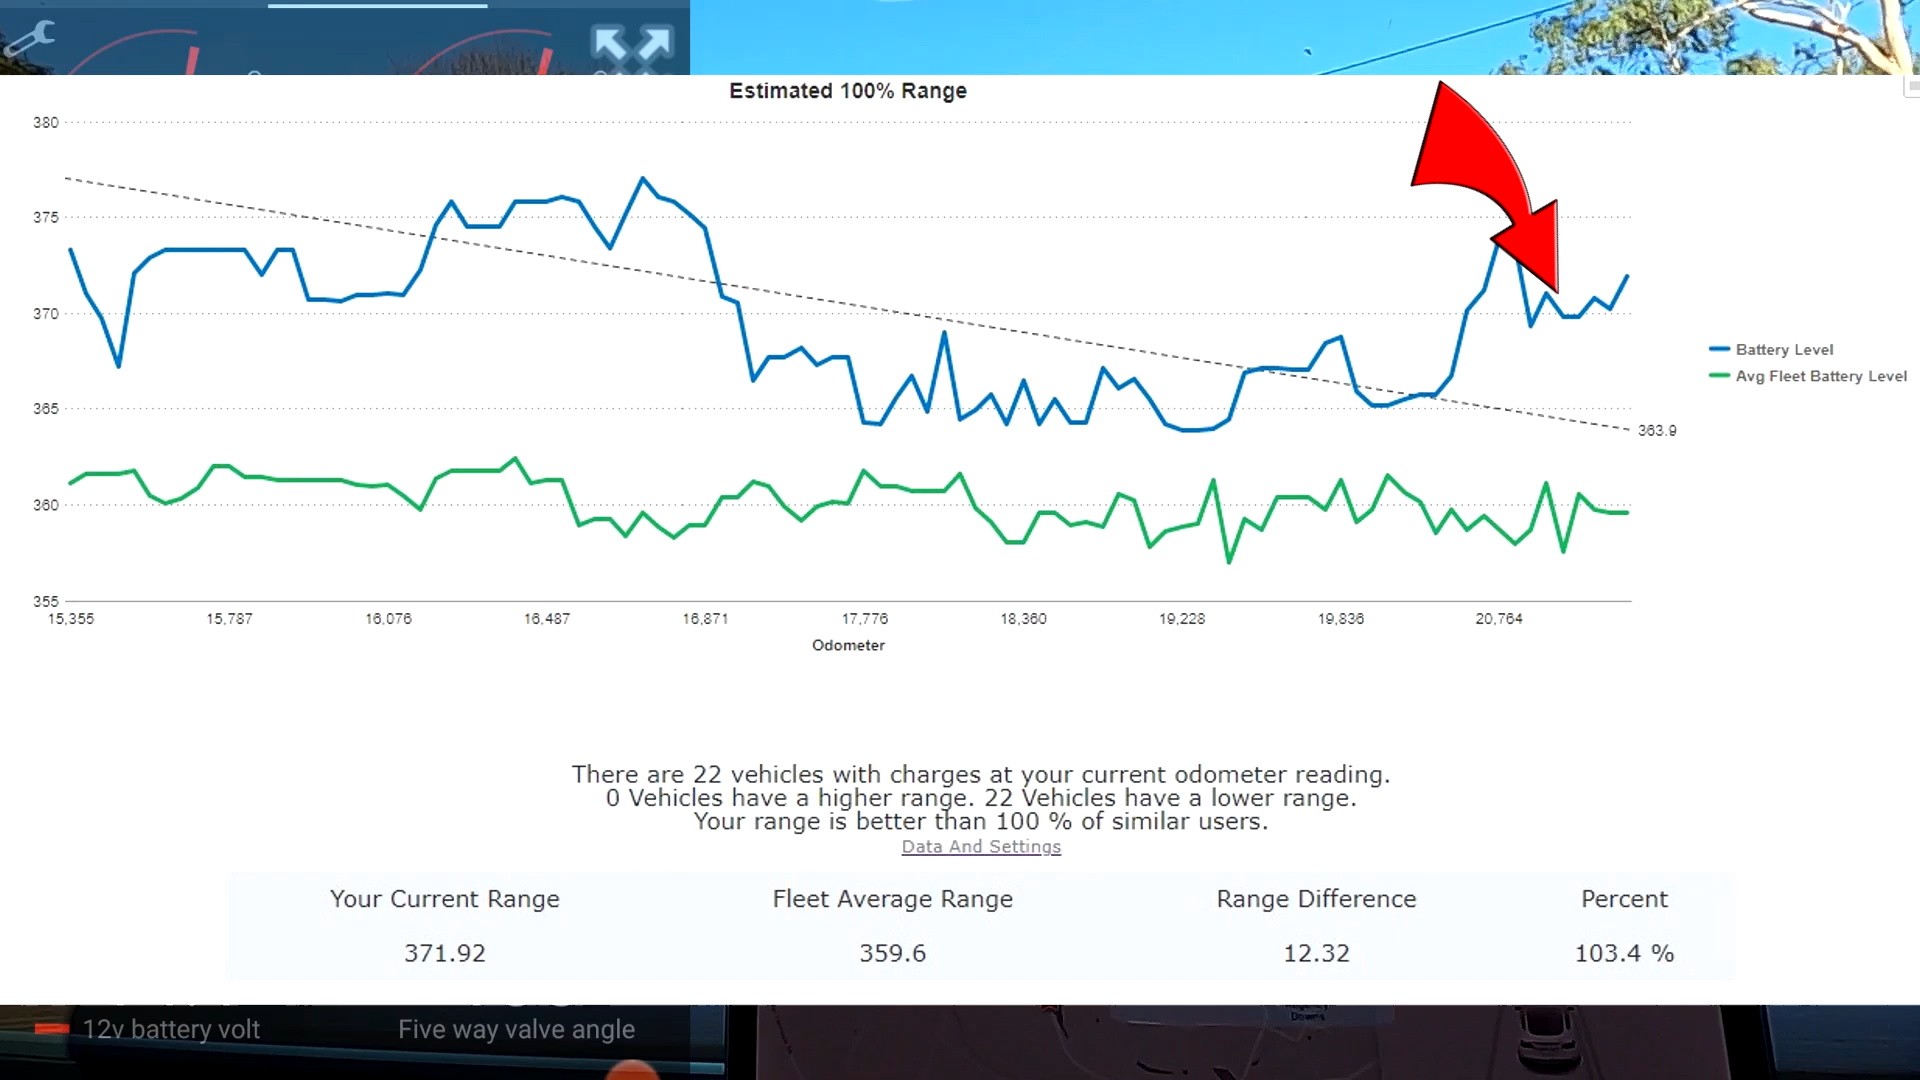 Estimated 100% Range
380
375
370
365
360
355
363.9
Battery Level
Avg Fleet Battery Level
15,355 15,787 16,076 16,487 16,871 17,776 18,360 19,228 19,836 20,764
Odometer
There are 22 vehicles with charges at your current odometer reading.
0 Vehicles have a higher range. 22 Vehicles have a lower range.
Your range is better than 100 % of similar users.
Data And Settings
Your Current Range Fleet Average Range Range Difference Percent
371.92 359.6 12.32 103.4 %
12v battery volt Five way valve angle
Downs